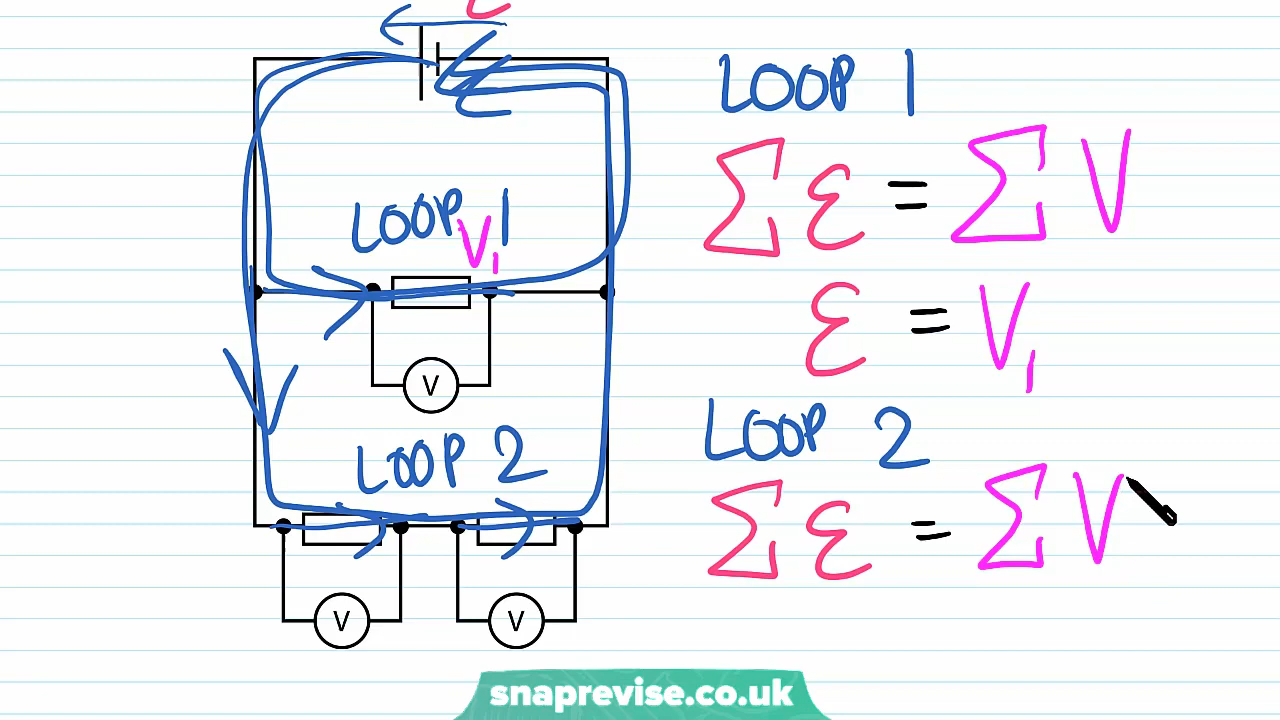 ε
LOOP 1
Σ ε = Σ V
LOOP 1
V₁
ε = V₁
V
LOOP 2
LOOP 2
Σ ε = Σ V
V
V
snaprevise.co.uk